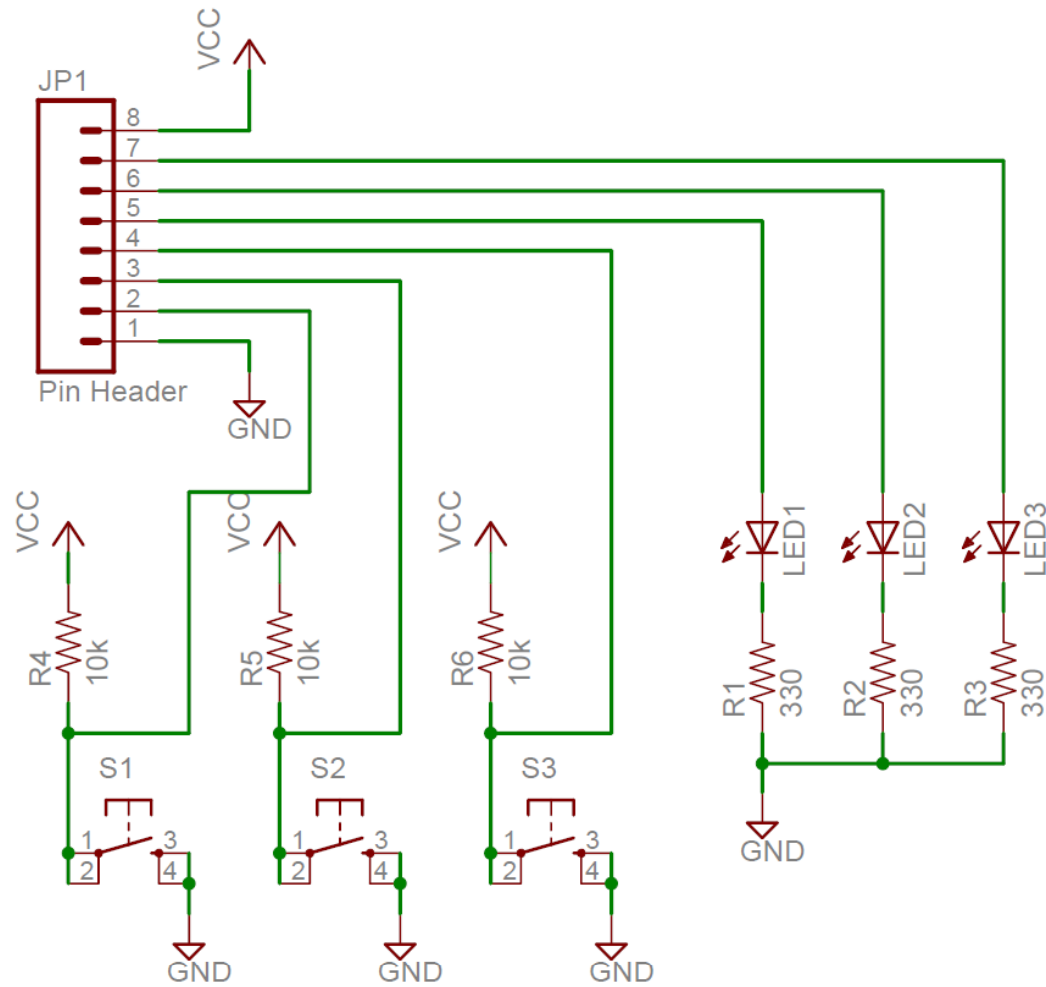 VCC
JP1
8
7
6
5
4
3
2
1
Pin Header
GND
VCC
VCC
VCC
LED1
LED2
LED3
R4
10k
R5
10k
R6
10k
R1
330
R2
330
R3
330
S1
S2
S3
1
3
1
3
1
3
2
4
2
4
2
4
GND
GND
GND
GND